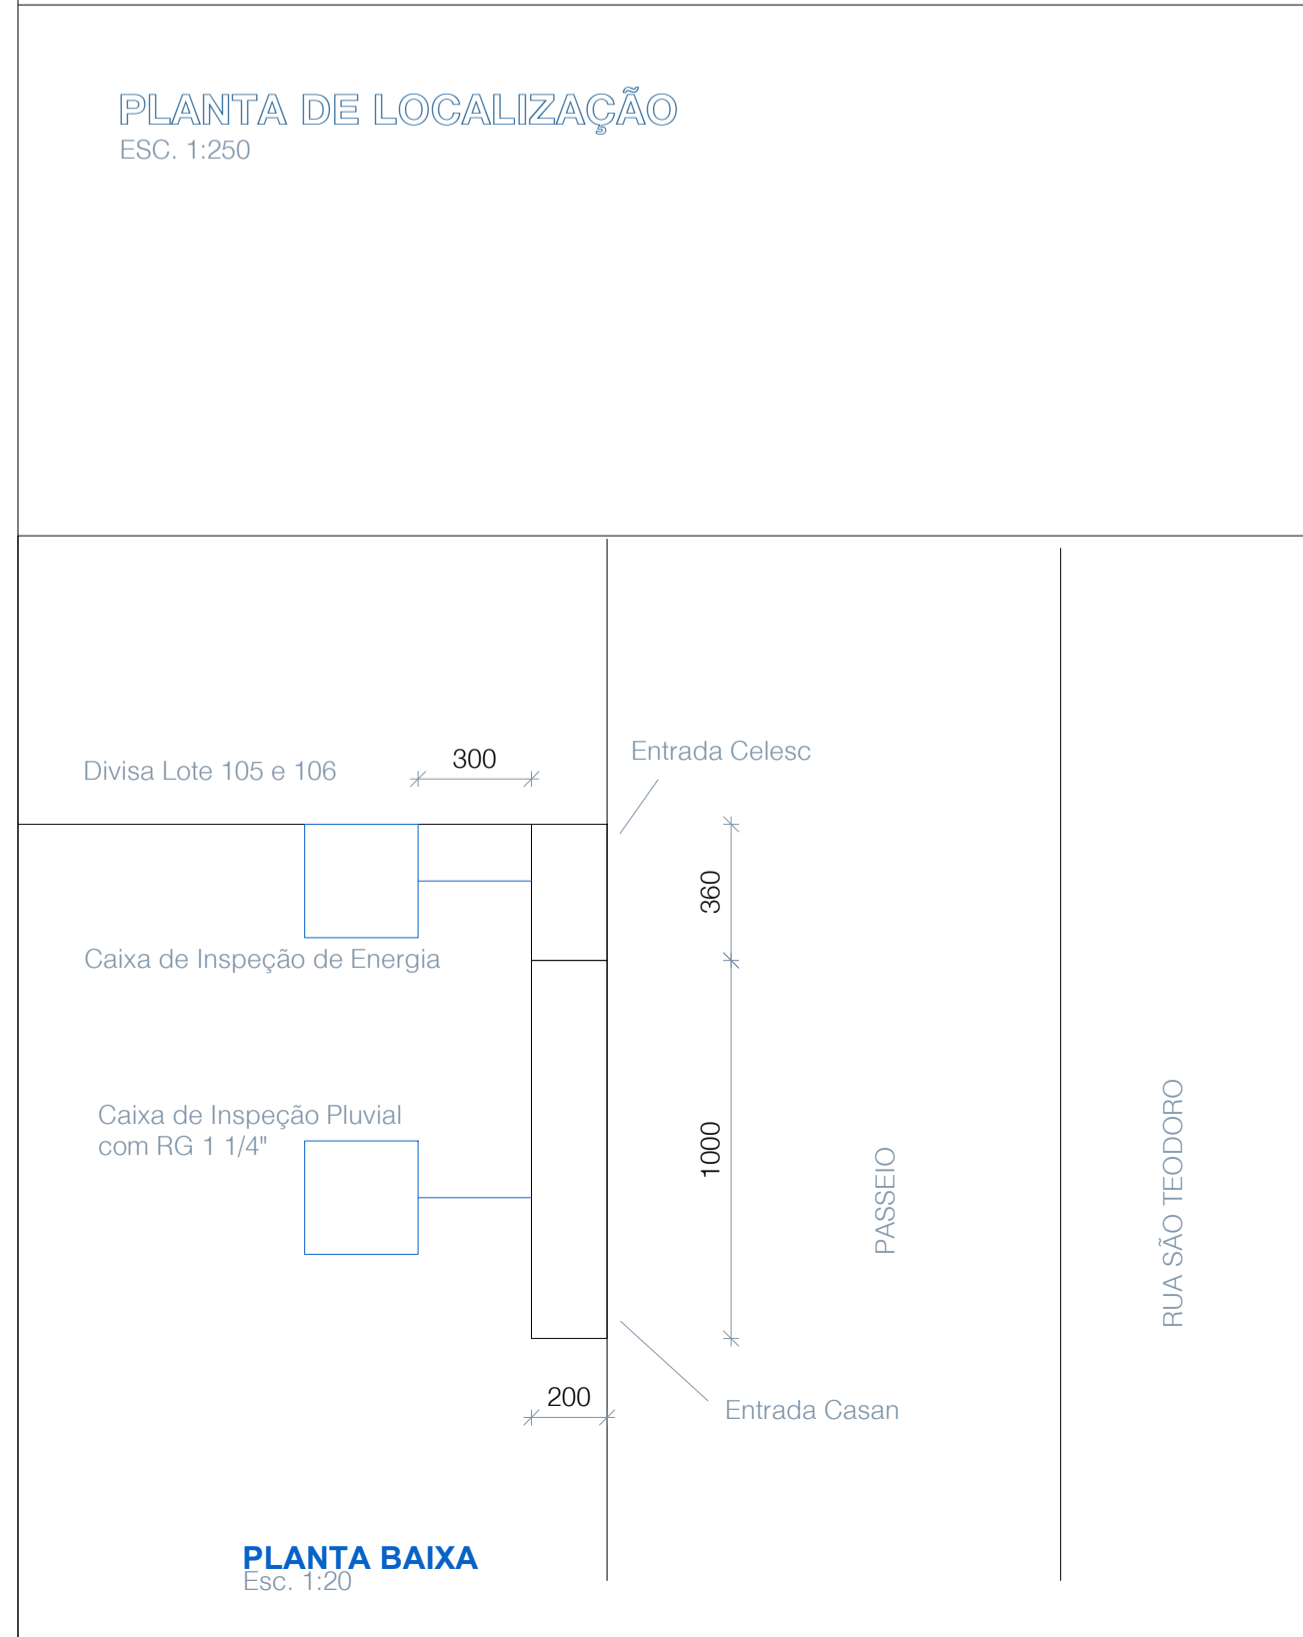 PLANTA DE LOCALIZAÇÃO
ESC. 1:250
Entrada Celesc
300
Divisa Lote 105 e 106
360
Caixa de Inspeção de Energia
Caixa de Inspeção Pluvial
com RG 1 1/4"
1000
PASSEIO
RUA SÃO TEODORO
200
Entrada Casan
PLANTA BAIXA
Esc. 1:20